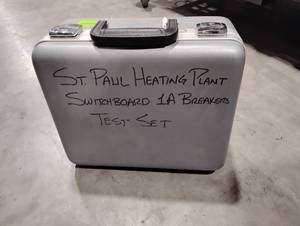 ST. PAUL HEATING PLANT
SWITCHBOARD 1A BREAKERS
TEST SET